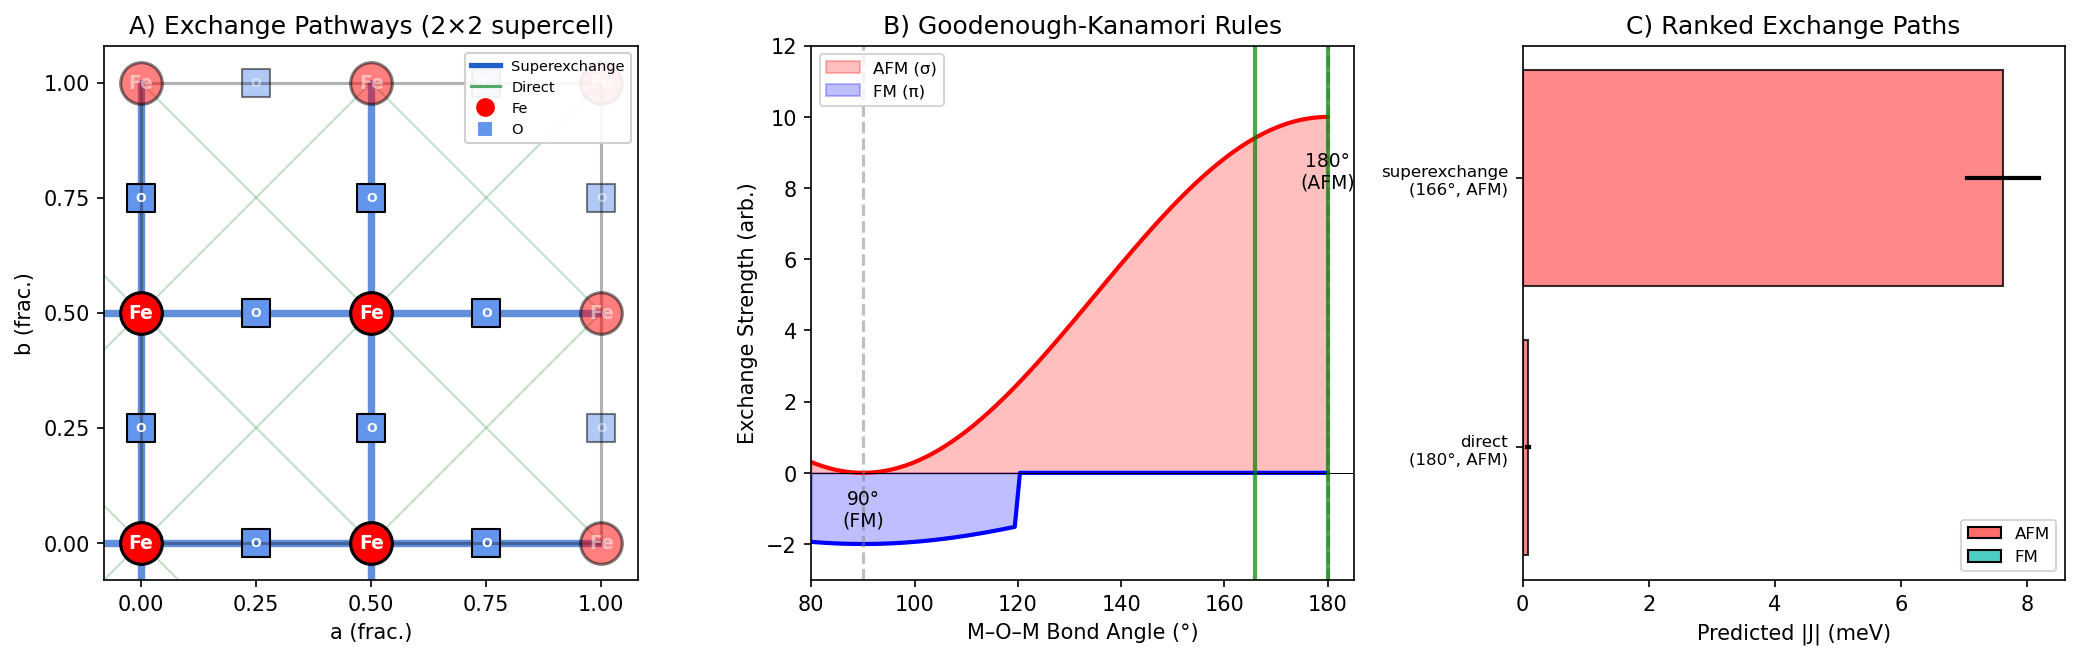 A) Exchange Pathways (2×2 supercell)
1.00
0.75
0.50
0.25
0.00
b (frac.)
0.00 0.25 0.50 0.75 1.00
a (frac.)
Superexchange
Direct
Fe
O
Fe O Fe Fe
O O O
Fe O Fe O Fe
O O O
Fe O Fe O Fe
B) Goodenough-Kanamori Rules
12
10
8
6
4
2
0
−2
Exchange Strength (arb.)
80 100 120 140 160 180
M–O–M Bond Angle (°)
AFM (σ)
FM (π)
180°
(AFM)
90°
(FM)
C) Ranked Exchange Paths
superexchange
(166°, AFM)
direct
(180°, AFM)
AFM
FM
0 2 4 6 8
Predicted |J| (meV)